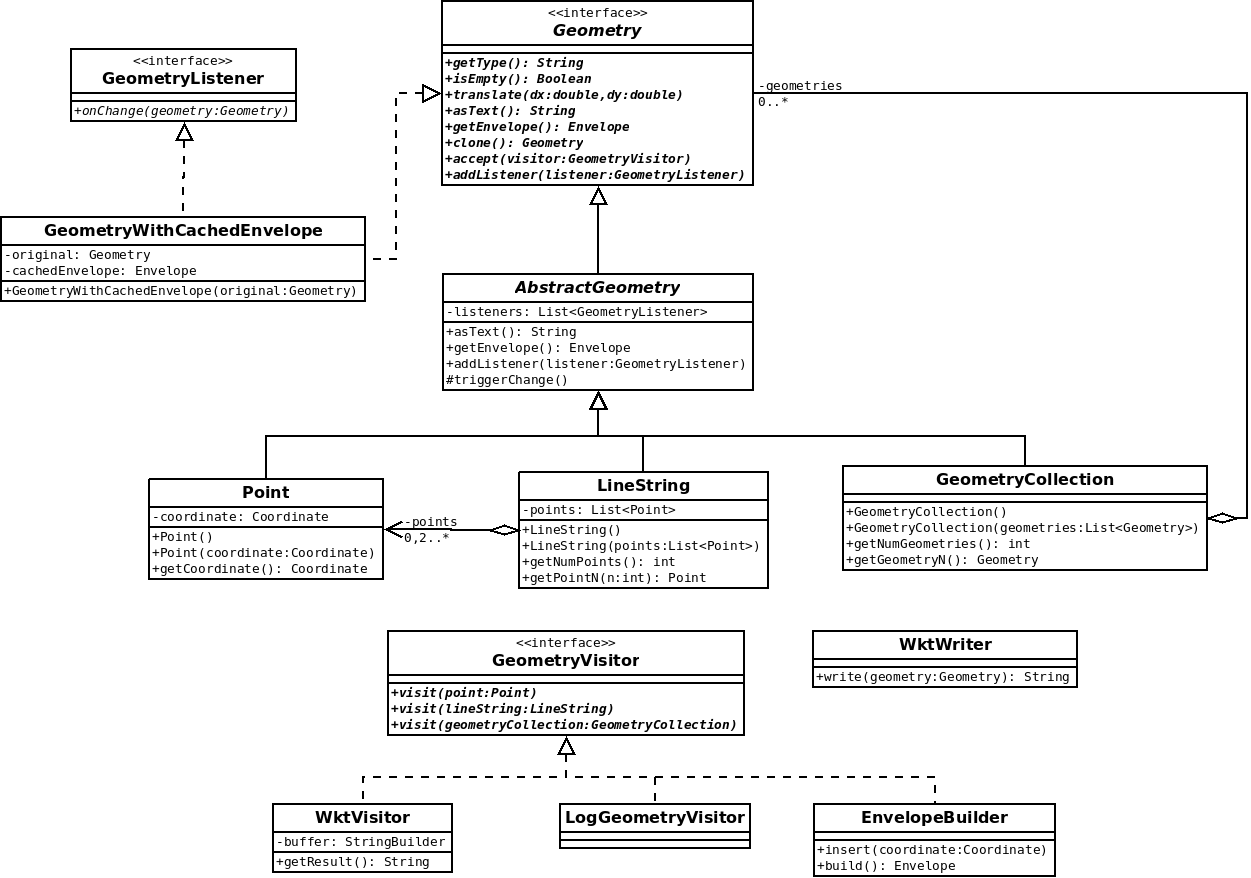 <<interface>>
Geometry
+getType(): String
+isEmpty(): Boolean
+translate(dx:double,dy:double)
+asText(): String
+getEnvelope(): Envelope
+clone(): Geometry
+accept(visitor:GeometryVisitor)
+addListener(listener:GeometryListener)
<<interface>>
GeometryListener
+onChange(geometry:Geometry)
-geometries
0..*
GeometryWithCachedEnvelope
-original: Geometry
-cachedEnvelope: Envelope
+GeometryWithCachedEnvelope(original:Geometry)
AbstractGeometry
-listeners: List<GeometryListener>
+asText(): String
+getEnvelope(): Envelope
+addListener(listener:GeometryListener)
#triggerChange()
Point
-coordinate: Coordinate
+Point()
+Point(coordinate:Coordinate)
+getCoordinate(): Coordinate
-points
0,2..*
LineString
-points: List<Point>
+LineString()
+LineString(points:List<Point>)
+getNumPoints(): int
+getPointN(n:int): Point
GeometryCollection
+GeometryCollection()
+GeometryCollection(geometries:List<Geometry>)
+getNumGeometries(): int
+getGeometryN(): Geometry
<<interface>>
GeometryVisitor
+visit(point:Point)
+visit(lineString:LineString)
+visit(geometryCollection:GeometryCollection)
WktWriter
+write(geometry:Geometry): String
WktVisitor
-buffer: StringBuilder
+getResult(): String
LogGeometryVisitor
EnvelopeBuilder
+insert(coordinate:Coordinate)
+build(): Envelope